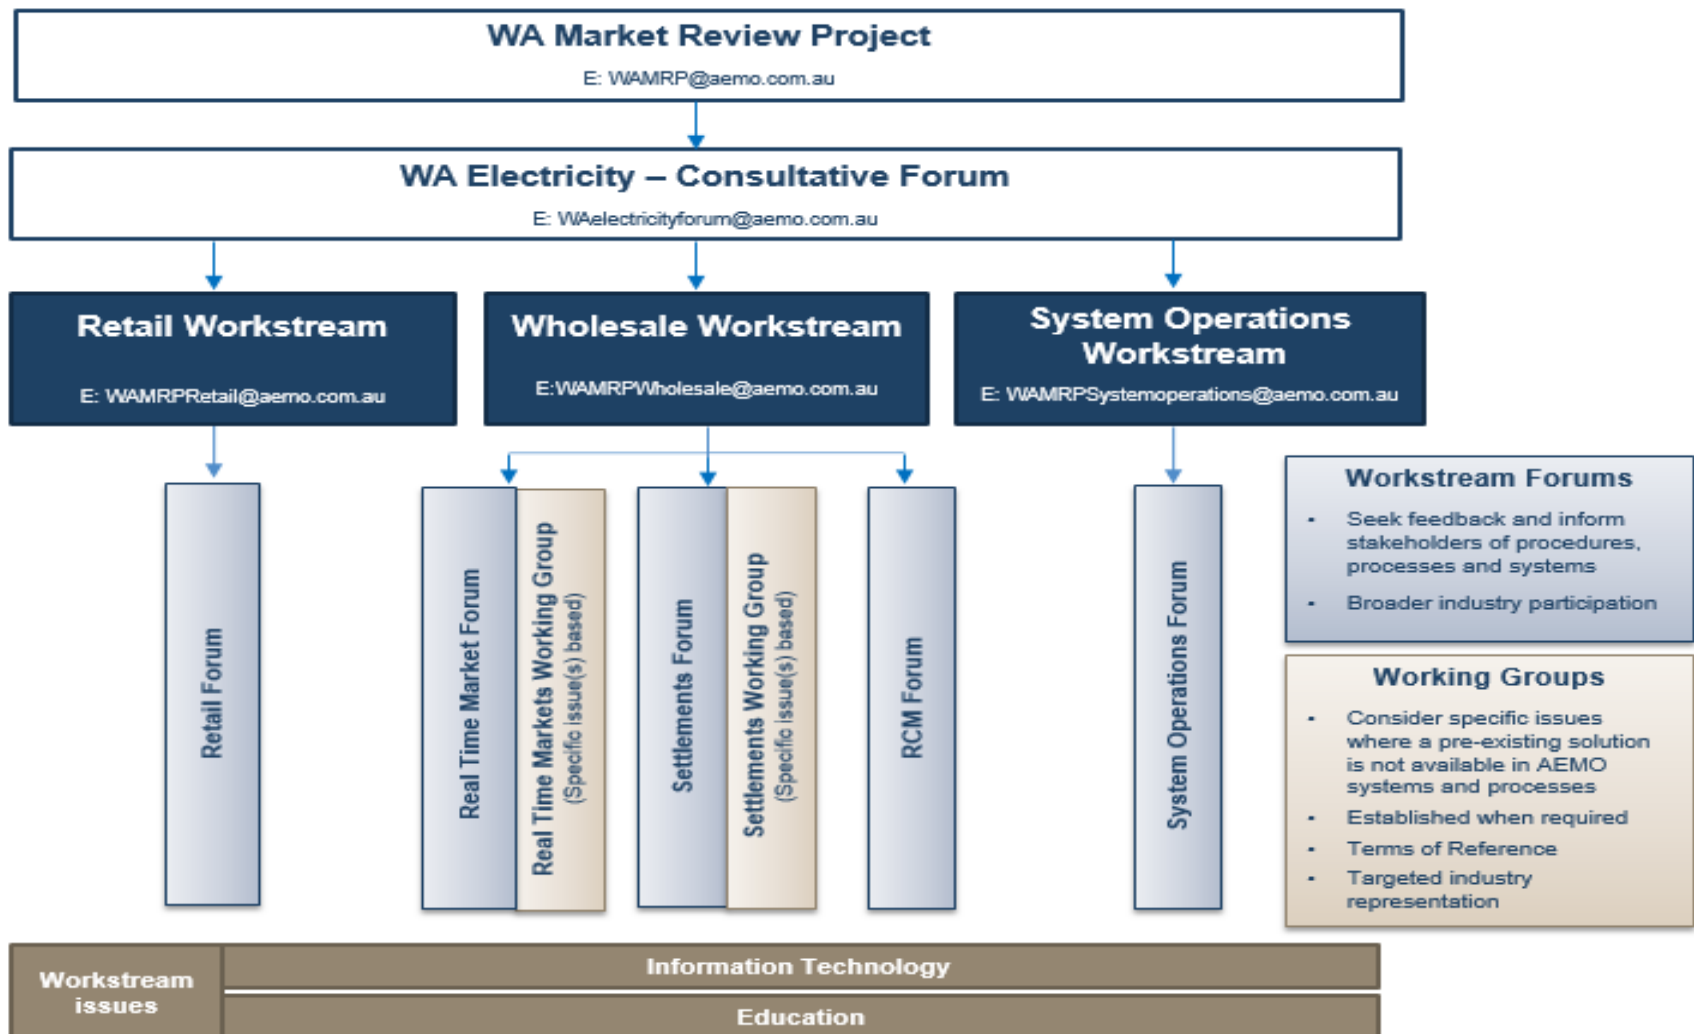 WA Market Review Project
E: WAMRP@aemo.com.au
WA Electricity – Consultative Forum
E: WAelectricityforum@aemo.com.au
Retail Workstream
E: WAMRPRetail@aemo.com.au
Wholesale Workstream
E:WAMRPWholesale@aemo.com.au
System Operations
Workstream
E: WAMRPSystemoperations@aemo.com.au
Retail Forum
Real Time Market Forum
Real Time Markets Working Group
(Specific issue(s) based)
Settlements Forum
Settlements Working Group
(Specific issue(s) based)
RCM Forum
System Operations Forum
Workstream Forums
• Seek feedback and inform
stakeholders of procedures,
processes and systems
• Broader industry participation
Working Groups
• Consider specific issues
where a pre-existing solution
is not available in AEMO
systems and processes
• Established when required
• Terms of Reference
• Targeted industry
representation
Workstream
issues
Information Technology
Education